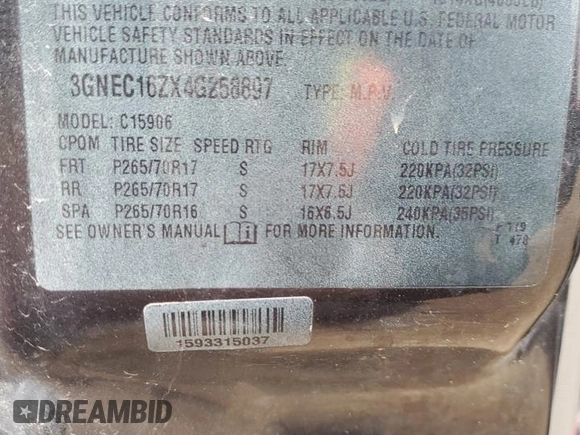 THIS VEHICLE CONFORMS TO ALL APPLICABLE U.S. FEDERAL MOTOR
VEHICLE SAFETY STANDARDS IN EFFECT ON THE DATE OF
MANUFACTURE SHOWN ABOVE.
3GNEC16ZX4G258897 TYPE: M.P.V.
MODEL: C15906
CPOM TIRE SIZE SPEED RTG RIM COLD TIRE PRESSURE
FRT P265/70R17 S 17X7.5J 220KPA(32PSI)
RR P265/70R17 S 17X7.5J 220KPA(32PSI)
SPA P265/70R16 S 16X6.5J 240KPA(35PSI)
SEE OWNER'S MANUAL FOR MORE INFORMATION.
T 478
1593315037
DREAMBID